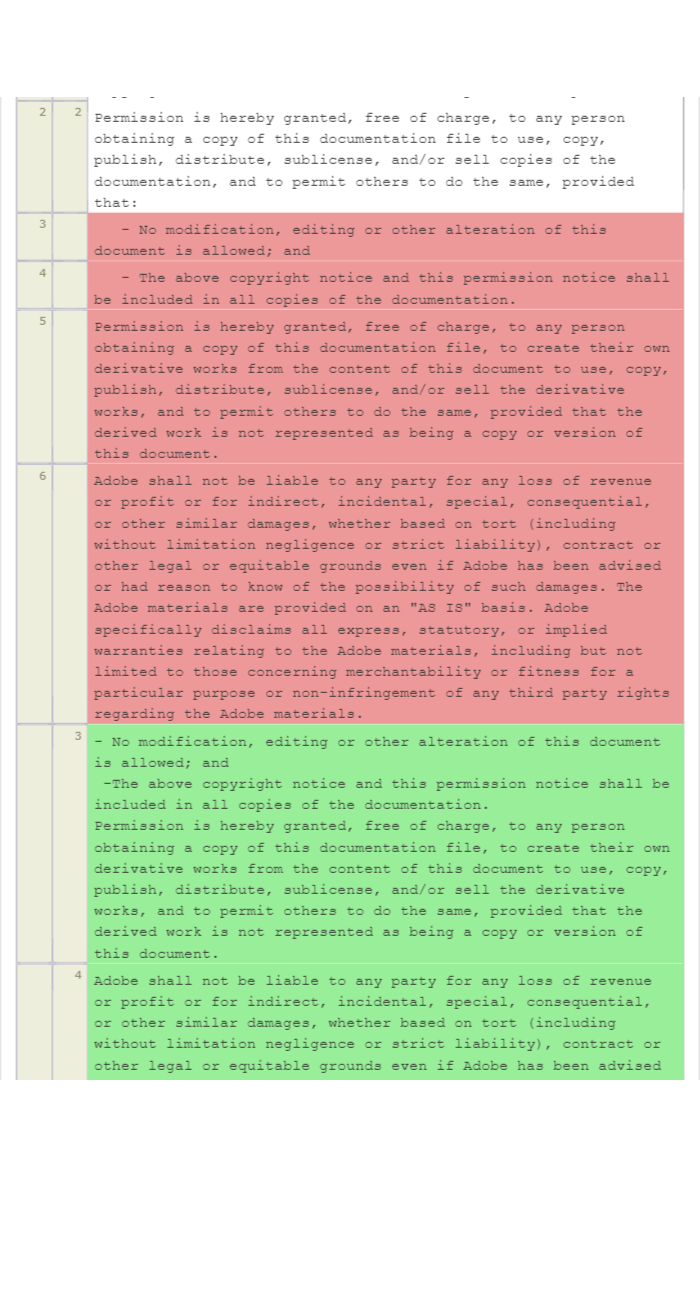 2 2 Permission is hereby granted, free of charge, to any person
obtaining a copy of this documentation file to use, copy,
publish, distribute, sublicense, and/or sell copies of the
documentation, and to permit others to do the same, provided
that:
3 - No modification, editing or other alteration of this
document is allowed; and
4 - The above copyright notice and this permission notice shall
be included in all copies of the documentation.
5 Permission is hereby granted, free of charge, to any person
obtaining a copy of this documentation file, to create their own
derivative works from the content of this document to use, copy,
publish, distribute, sublicense, and/or sell the derivative
works, and to permit others to do the same, provided that the
derived work is not represented as being a copy or version of
this document.
6 Adobe shall not be liable to any party for any loss of revenue
or profit or for indirect, incidental, special, consequential,
or other similar damages, whether based on tort (including
without limitation negligence or strict liability), contract or
other legal or equitable grounds even if Adobe has been advised
or had reason to know of the possibility of such damages. The
Adobe materials are provided on an "AS IS" basis. Adobe
specifically disclaims all express, statutory, or implied
warranties relating to the Adobe materials, including but not
limited to those concerning merchantability or fitness for a
particular purpose or non-infringement of any third party rights
regarding the Adobe materials.
3 - No modification, editing or other alteration of this document
is allowed; and
-The above copyright notice and this permission notice shall be
included in all copies of the documentation.
Permission is hereby granted, free of charge, to any person
obtaining a copy of this documentation file, to create their own
derivative works from the content of this document to use, copy,
publish, distribute, sublicense, and/or sell the derivative
works, and to permit others to do the same, provided that the
derived work is not represented as being a copy or version of
this document.
4 Adobe shall not be liable to any party for any loss of revenue
or profit or for indirect, incidental, special, consequential,
or other similar damages, whether based on tort (including
without limitation negligence or strict liability), contract or
other legal or equitable grounds even if Adobe has been advised